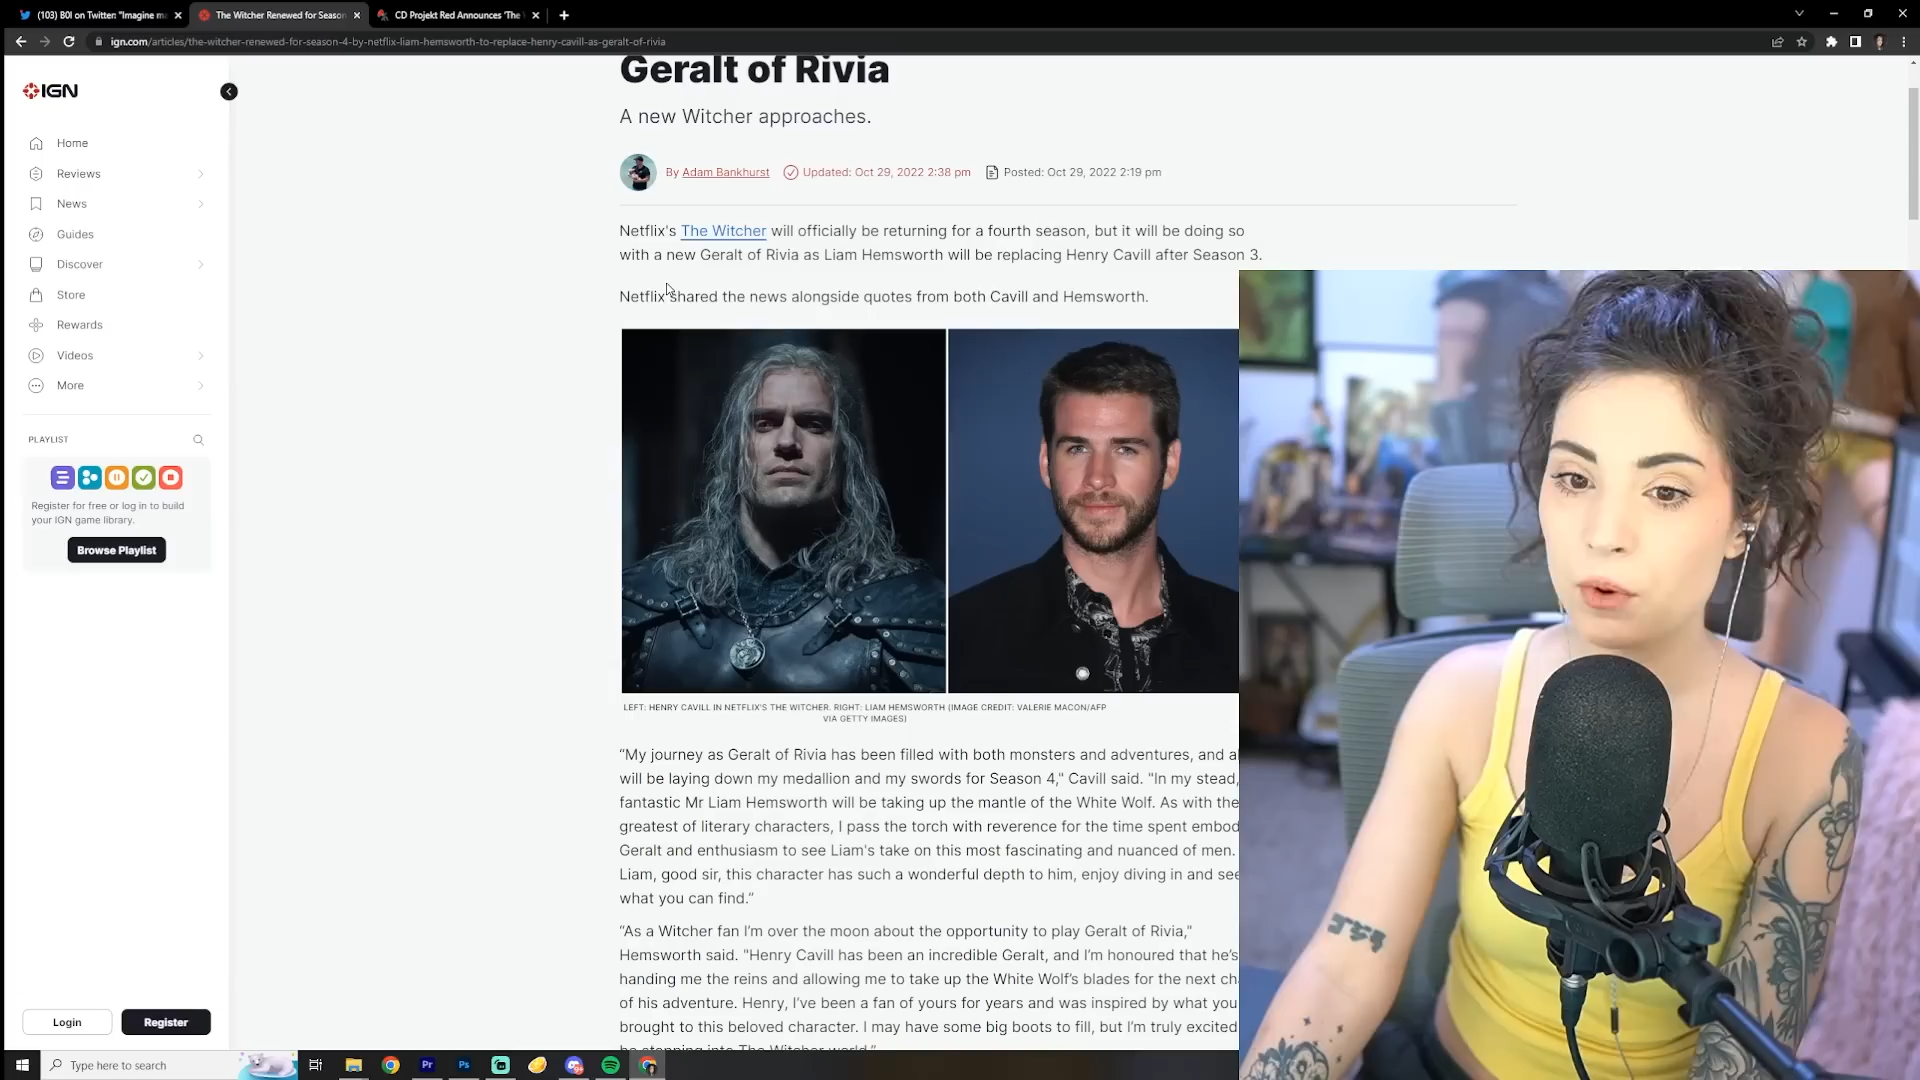 (103) B0I on Twitter: "Imagine m
The Witcher Renewed for Season
CD Projekt Red Announces 'The
ign.com/articles/the-witcher-renewed-for-season-4-by-netflix-liam-hemsworth-to-replace-henry-cavill-as-geralt-of-rivia
IGN
Home
Reviews
News
Guides
Discover
Store
Rewards
Videos
More
PLAYLIST
Register for free or log in to build
your IGN game library.
Browse Playlist
Login
Register
Geralt of Rivia
A new Witcher approaches.
By Adam Bankhurst Updated: Oct 29, 2022 2:38 pm Posted: Oct 29, 2022 2:19 pm
Netflix's The Witcher will officially be returning for a fourth season, but it will be doing so
with a new Geralt of Rivia as Liam Hemsworth will be replacing Henry Cavill after Season 3.
Netflix shared the news alongside quotes from both Cavill and Hemsworth.
LEFT: HENRY CAVILL IN NETFLIX'S THE WITCHER. RIGHT: LIAM HEMSWORTH (IMAGE CREDIT: VALERIE MACON/AFP
VIA GETTY IMAGES)
“My journey as Geralt of Rivia has been filled with both monsters and adventures, and al
will be laying down my medallion and my swords for Season 4," Cavill said. "In my stead,
fantastic Mr Liam Hemsworth will be taking up the mantle of the White Wolf. As with the
greatest of literary characters, I pass the torch with reverence for the time spent embod
Geralt and enthusiasm to see Liam's take on this most fascinating and nuanced of men.
Liam, good sir, this character has such a wonderful depth to him, enjoy diving in and see
what you can find.”
“As a Witcher fan I’m over the moon about the opportunity to play Geralt of Rivia,"
Hemsworth said. "Henry Cavill has been an incredible Geralt, and I’m honoured that he’s
handing me the reins and allowing me to take up the White Wolf’s blades for the next ch
of his adventure. Henry, I’ve been a fan of yours for years and was inspired by what you
brought to this beloved character. I may have some big boots to fill, but I’m truly excited
be stepping into The Witcher world.”
Type here to search
Pr
Ps